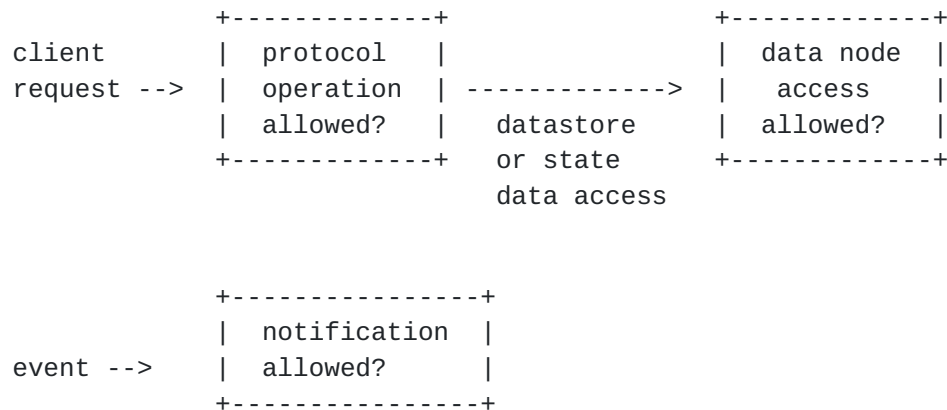 +-------------+                 +-------------+
client        |  protocol   |                 |  data node  |
request -->   |  operation  | ------------->  |   access    |
              |  allowed?   |   datastore     |  allowed?   |
              +-------------+   or state      +-------------+
                                data access
              +----------------+
              |  notification  |
event -->     |  allowed?      |
              +----------------+